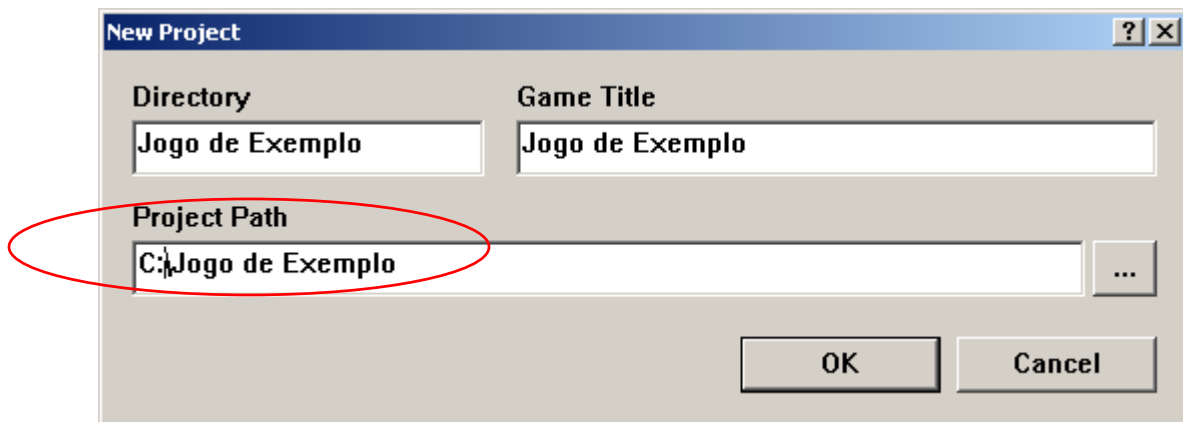 New Project
Directory Game Title
Jogo de Exemplo Jogo de Exemplo
Project Path
C:\Jogo de Exemplo ...
OK Cancel